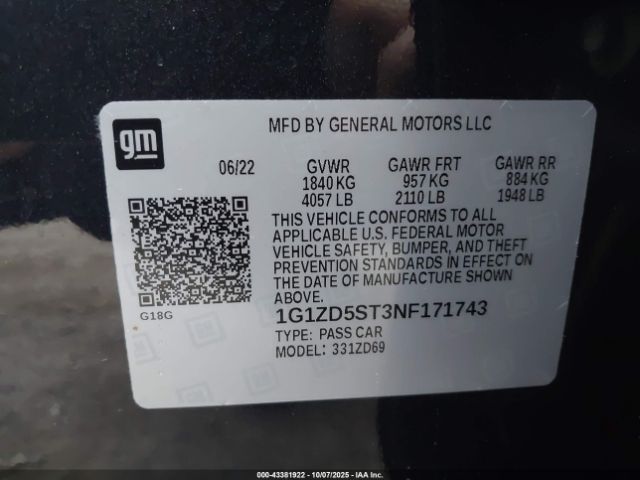 gm
MFD BY GENERAL MOTORS LLC
06/22 GVWR GAWR FRT GAWR RR
1840 KG 957 KG 884 KG
4057 LB 2110 LB 1948 LB
THIS VEHICLE CONFORMS TO ALL
APPLICABLE U.S. FEDERAL MOTOR
VEHICLE SAFETY, BUMPER, AND THEFT
PREVENTION STANDARDS IN EFFECT ON
THE DATE OF MANUFACTURE SHOWN
ABOVE.
G18G
1G1ZD5ST3NF171743
TYPE: PASS CAR
MODEL: 331ZD69
000-43381922 - 10/07/2025 - IAA Inc.